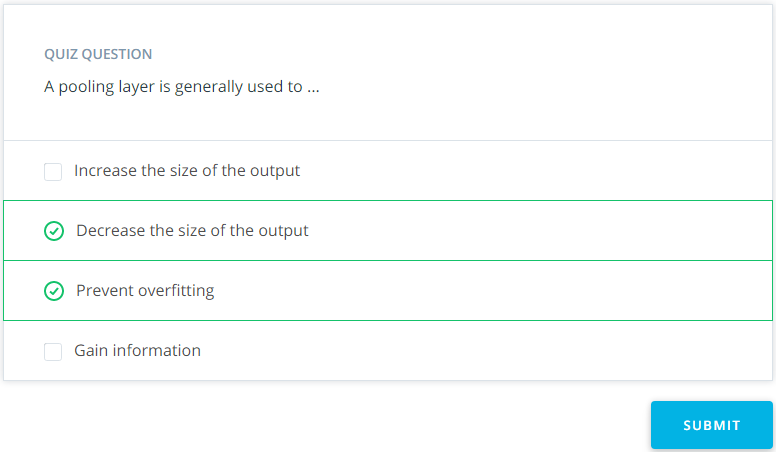 QUIZ QUESTION
A pooling layer is generally used to ...
Increase the size of the output
Decrease the size of the output
Prevent overfitting
Gain information
SUBMIT